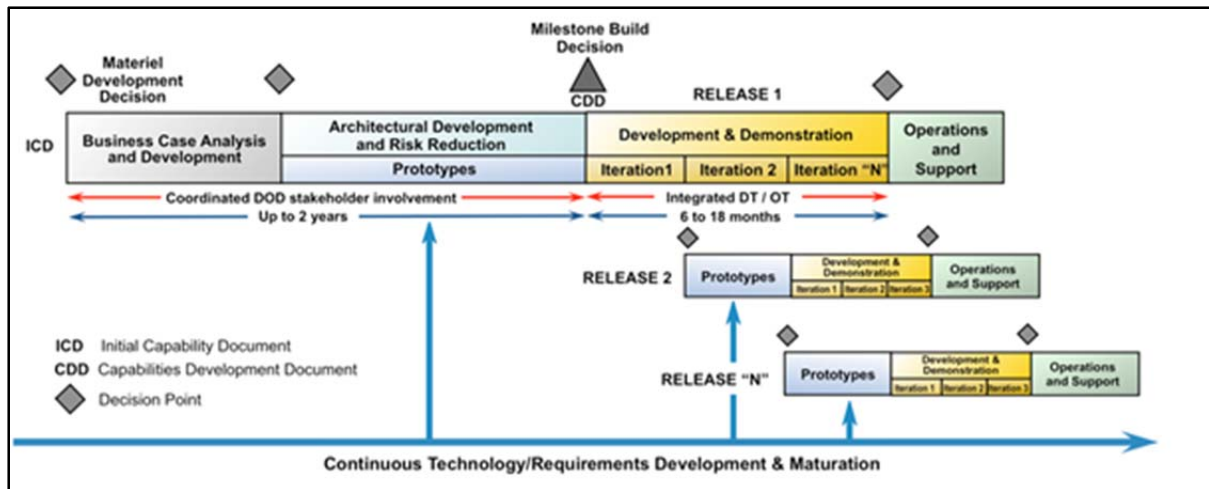 Milestone Build
Decision
Materiel
Development
Decision
CDD
RELEASE 1
ICD
Business Case Analysis
and Development
Architectural Development
and Risk Reduction
Prototypes
Development & Demonstration
Iteration1
Iteration 2
Iteration “N”
Operations
and
Support
Coordinated DOD stakeholder involvement
Up to 2 years
Integrated DT / OT
6 to 18 months
RELEASE 2
Prototypes
Development &
Demonstration
Iteration 1
Iteration 2
Iteration 3
Operations
and Support
RELEASE “N”
Prototypes
Development &
Demonstration
Iteration 1
Iteration 2
Iteration 3
Operations
and Support
ICD Initial Capability Document
CDD Capabilities Development Document
Decision Point
Continuous Technology/Requirements Development & Maturation